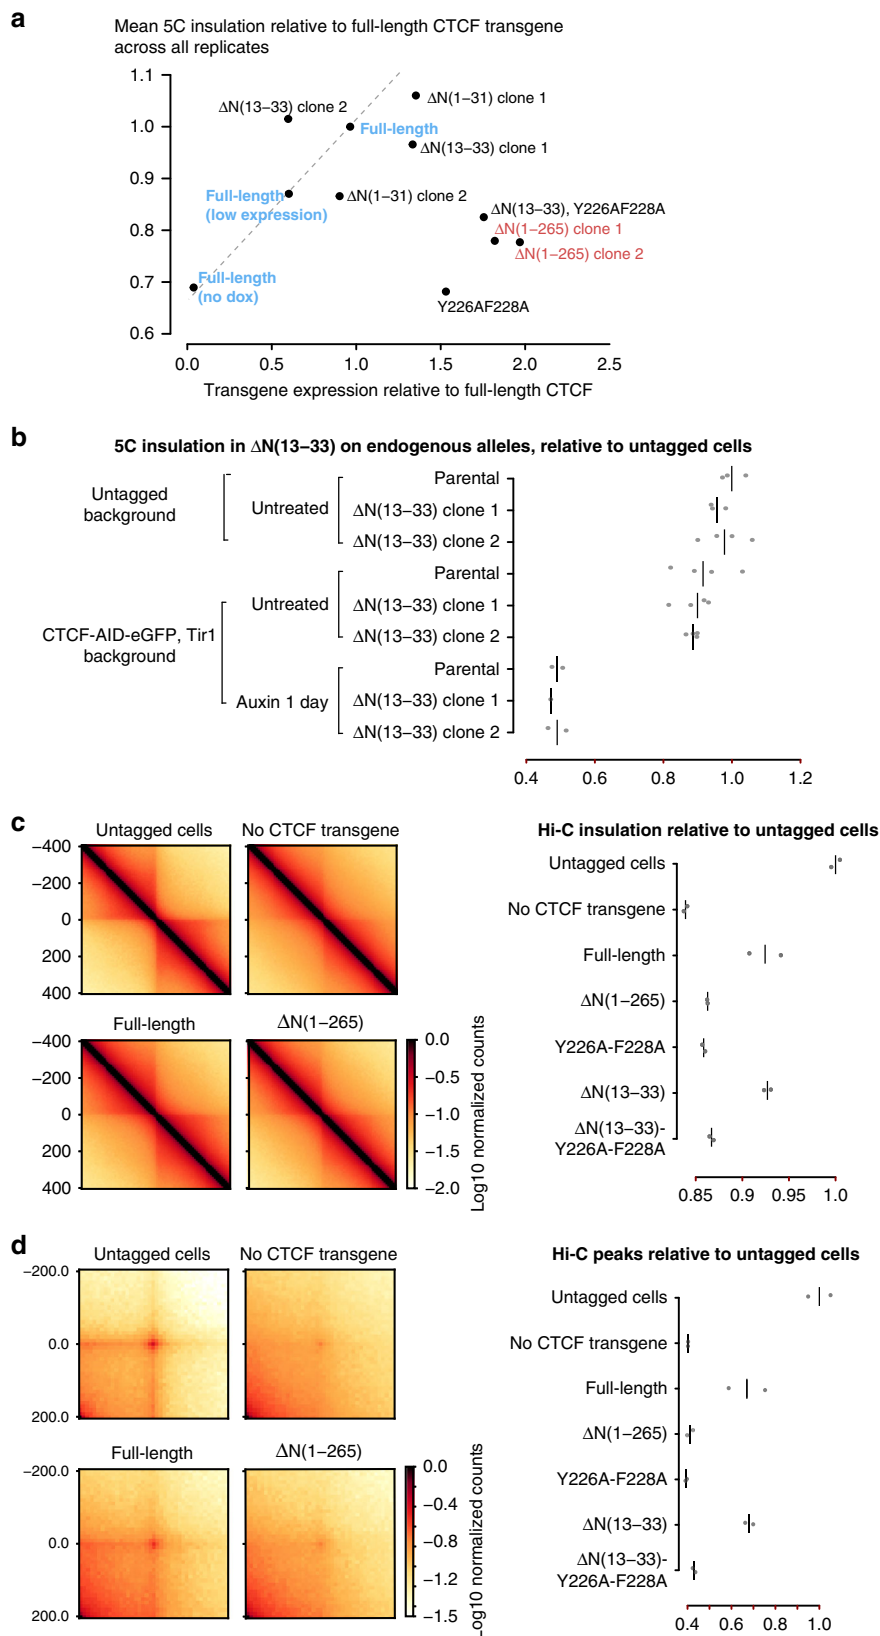 a
Mean 5C insulation relative to full-length CTCF transgene
across all replicates
1.1
1.0
0.9
0.8
0.7
0.6
ΔN(13–33) clone 2
ΔN(1–31) clone 1
Full-length
ΔN(13–33) clone 1
Full-length
(low expression)
ΔN(1–31) clone 2
ΔN(13–33), Y226AF228A
ΔN(1–265) clone 1
ΔN(1–265) clone 2
Full-length
(no dox)
Y226AF228A
0.0 0.5 1.0 1.5 2.0 2.5
Transgene expression relative to full-length CTCF
b
5C insulation in ΔN(13–33) on endogenous alleles, relative to untagged cells
Untagged
background
Untreated
Parental
ΔN(13–33) clone 1
ΔN(13–33) clone 2
CTCF-AID-eGFP, Tir1
background
Untreated
Parental
ΔN(13–33) clone 1
ΔN(13–33) clone 2
Auxin 1 day
Parental
ΔN(13–33) clone 1
ΔN(13–33) clone 2
0.4 0.6 0.8 1.0 1.2
c
Untagged cells
No CTCF transgene
−400
−200
0
200
400
Full-length
ΔN(1–265)
−400
−200
0
200
400
0.0
−0.5
−1.0
−1.5
−2.0
Log10 normalized counts
Hi-C insulation relative to untagged cells
Untagged cells
No CTCF transgene
Full-length
ΔN(1–265)
Y226A-F228A
ΔN(13–33)
ΔN(13–33)-
Y226A-F228A
0.85 0.9 0.95 1.0
d
Untagged cells
No CTCF transgene
−200.0
0.0
200.0
Full-length
ΔN(1–265)
−200.0
0.0
200.0
0.0
−0.4
−0.8
−1.2
−1.5
Log10 normalized counts
Hi-C peaks relative to untagged cells
Untagged cells
No CTCF transgene
Full-length
ΔN(1–265)
Y226A-F228A
ΔN(13–33)
ΔN(13–33)-
Y226A-F228A
0.4 0.6 0.8 1.0